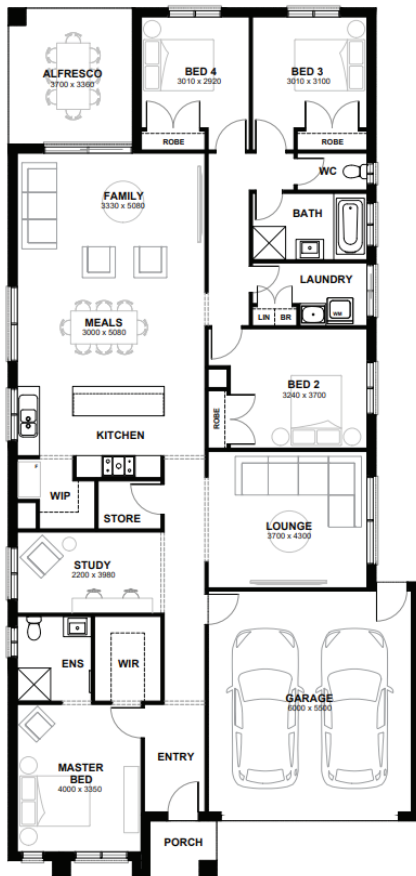 ALFRESCO
3700 x 3360
BED 4
3010 x 2920
BED 3
3010 x 3100
ROBE
ROBE
WC
FAMILY
3330 x 5080
BATH
LAUNDRY
LIN
BR
WM
MEALS
3000 x 5080
BED 2
3240 x 3700
ROBE
KITCHEN
WIP
STORE
LOUNGE
3700 x 4300
STUDY
2200 x 3980
ENS
WIR
GARAGE
6000 x 5500
ENTRY
MASTER
BED
4000 x 3350
PORCH